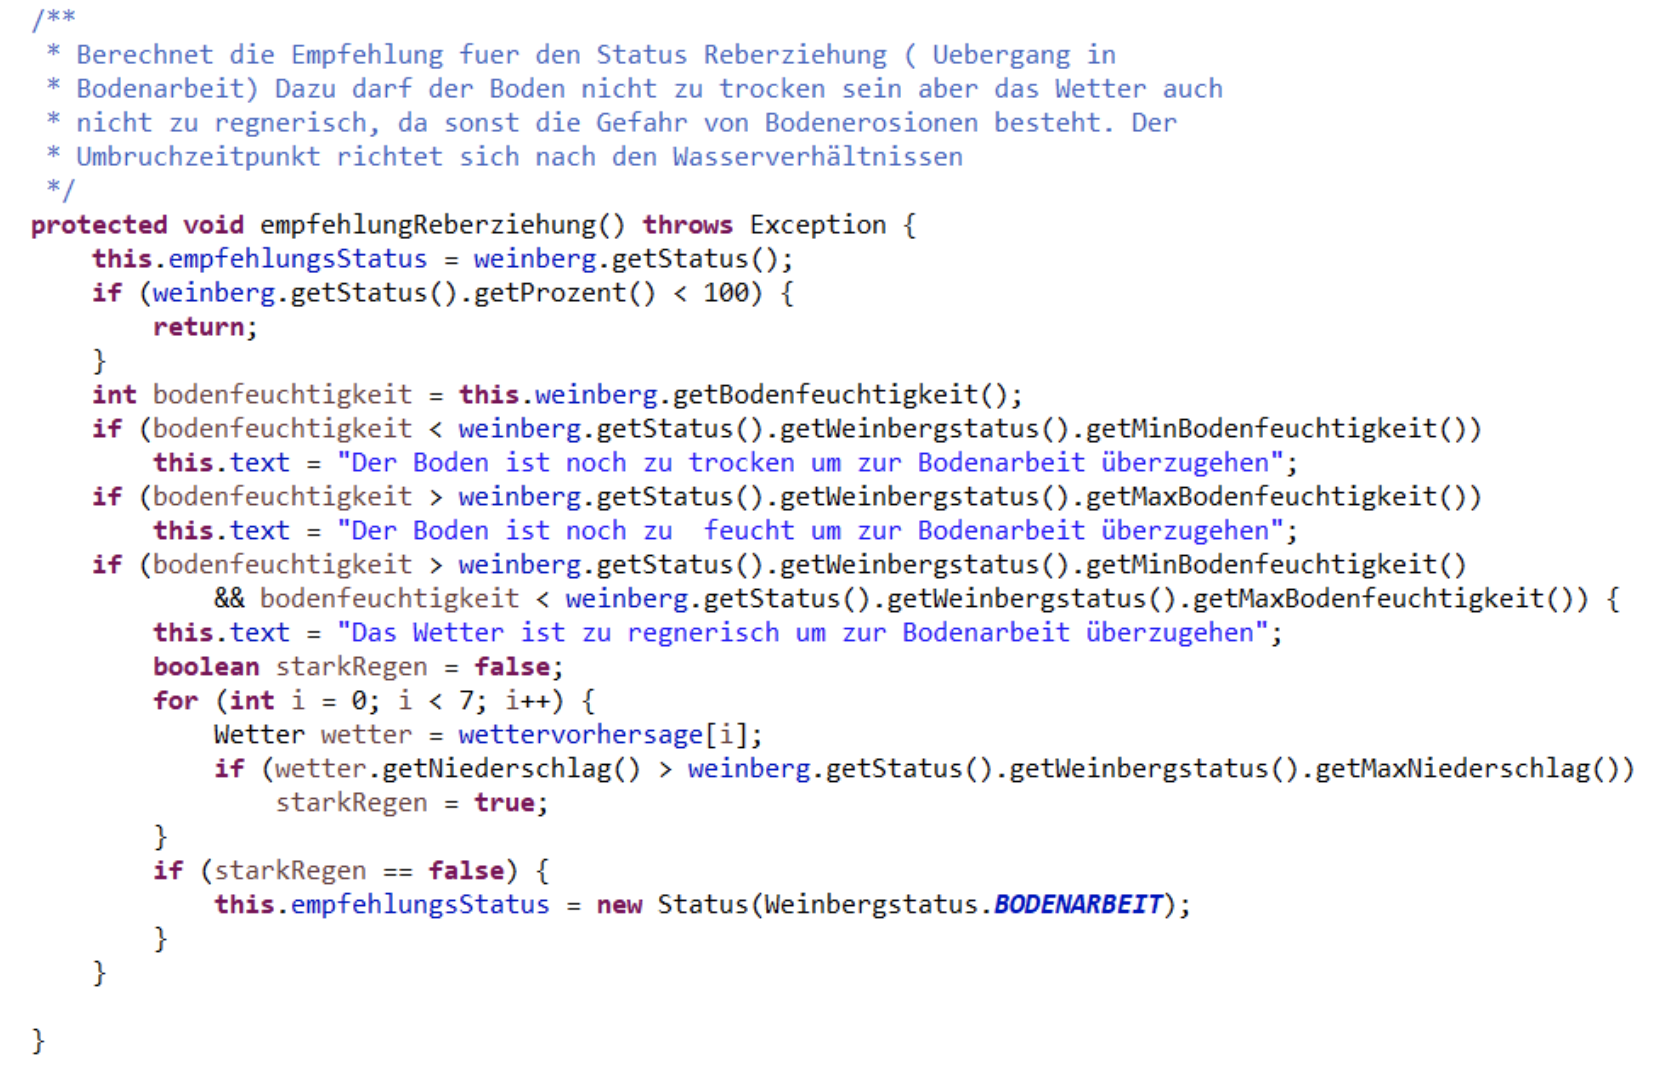 /**
 * Berechnet die Empfehlung fuer den Status Reberziehung ( Uebergang in
 * Bodenarbeit) Dazu darf der Boden nicht zu trocken sein aber das Wetter auch
 * nicht zu regnerisch, da sonst die Gefahr von Bodenerosionen besteht. Der
 * Umbruchzeitpunkt richtet sich nach den Wasserverhältnissen
 */
protected void empfehlungReberziehung() throws Exception {
    this.empfehlungsStatus = weinberg.getStatus();
    if (weinberg.getStatus().getProzent() < 100) {
        return;
    }
    int bodenfeuchtigkeit = this.weinberg.getBodenfeuchtigkeit();
    if (bodenfeuchtigkeit < weinberg.getStatus().getWeinbergstatus().getMinBodenfeuchtigkeit())
        this.text = "Der Boden ist noch zu trocken um zur Bodenarbeit überzugehen";
    if (bodenfeuchtigkeit > weinberg.getStatus().getWeinbergstatus().getMaxBodenfeuchtigkeit())
        this.text = "Der Boden ist noch zu  feucht um zur Bodenarbeit überzugehen";
    if (bodenfeuchtigkeit > weinberg.getStatus().getWeinbergstatus().getMinBodenfeuchtigkeit()
            && bodenfeuchtigkeit < weinberg.getStatus().getWeinbergstatus().getMaxBodenfeuchtigkeit()) {
        this.text = "Das Wetter ist zu regnerisch um zur Bodenarbeit überzugehen";
        boolean starkRegen = false;
        for (int i = 0; i < 7; i++) {
            Wetter wetter = wettervorhersage[i];
            if (wetter.getNiederschlag() > weinberg.getStatus().getWeinbergstatus().getMaxNiederschlag())
                starkRegen = true;
        }
        if (starkRegen == false) {
            this.empfehlungsStatus = new Status(Weinbergstatus.BODENARBEIT);
        }
    }
}